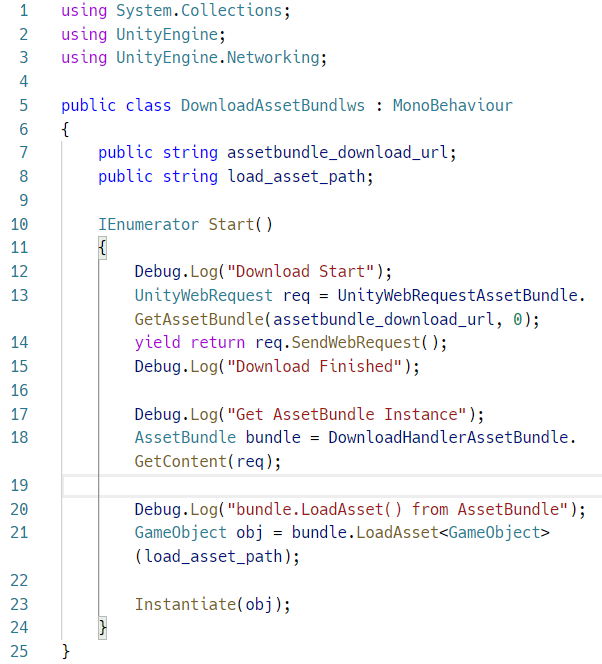 1 using System.Collections;
2 using UnityEngine;
3 using UnityEngine.Networking;
4
5 public class DownloadAssetBundlws : MonoBehaviour
6 {
7 public string assetbundle_download_url;
8 public string load_asset_path;
9
10 IEnumerator Start()
11 {
12 Debug.Log("Download Start");
13 UnityWebRequest req = UnityWebRequestAssetBundle.
GetAssetBundle(assetbundle_download_url, 0);
14 yield return req.SendWebRequest();
15 Debug.Log("Download Finished");
16
17 Debug.Log("Get AssetBundle Instance");
18 AssetBundle bundle = DownloadHandlerAssetBundle.
GetContent(req);
19
20 Debug.Log("bundle.LoadAsset() from AssetBundle");
21 GameObject obj = bundle.LoadAsset<GameObject>
(load_asset_path);
22
23 Instantiate(obj);
24 }
25 }